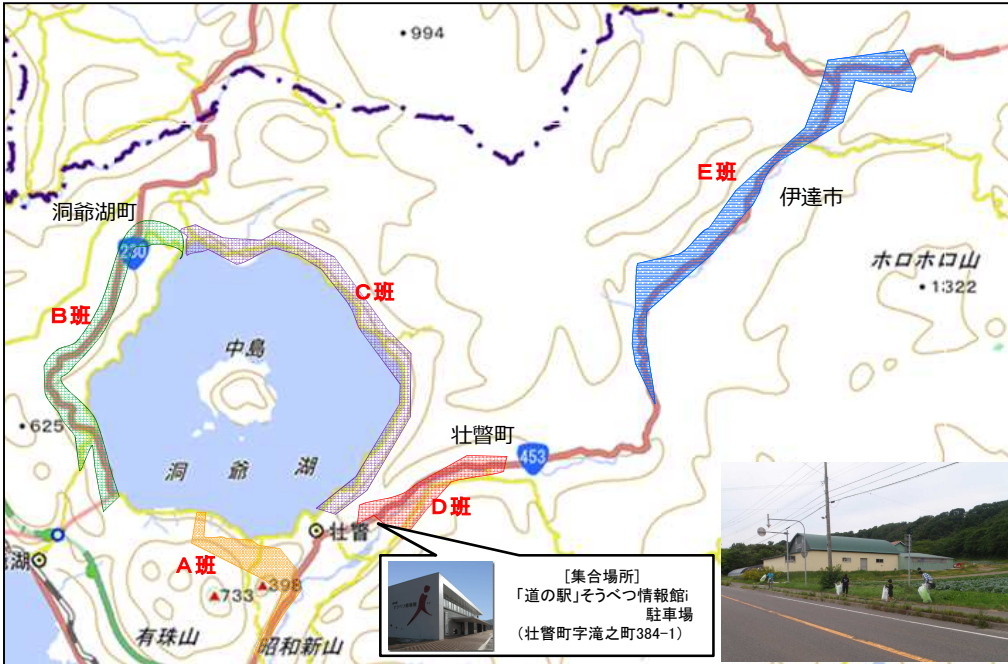 ・994
E班
伊達市
洞爺湖町
230
ホロホロ山
・1322
C班
B班
中島
・625
洞爺湖
壮瞥町
453
D班
壮瞥
湖
A班
398
733
有珠山
昭和新山
[集合場所]
「道の駅」そうべつ情報館i
駐車場
(壮瞥町字滝之町384-1)